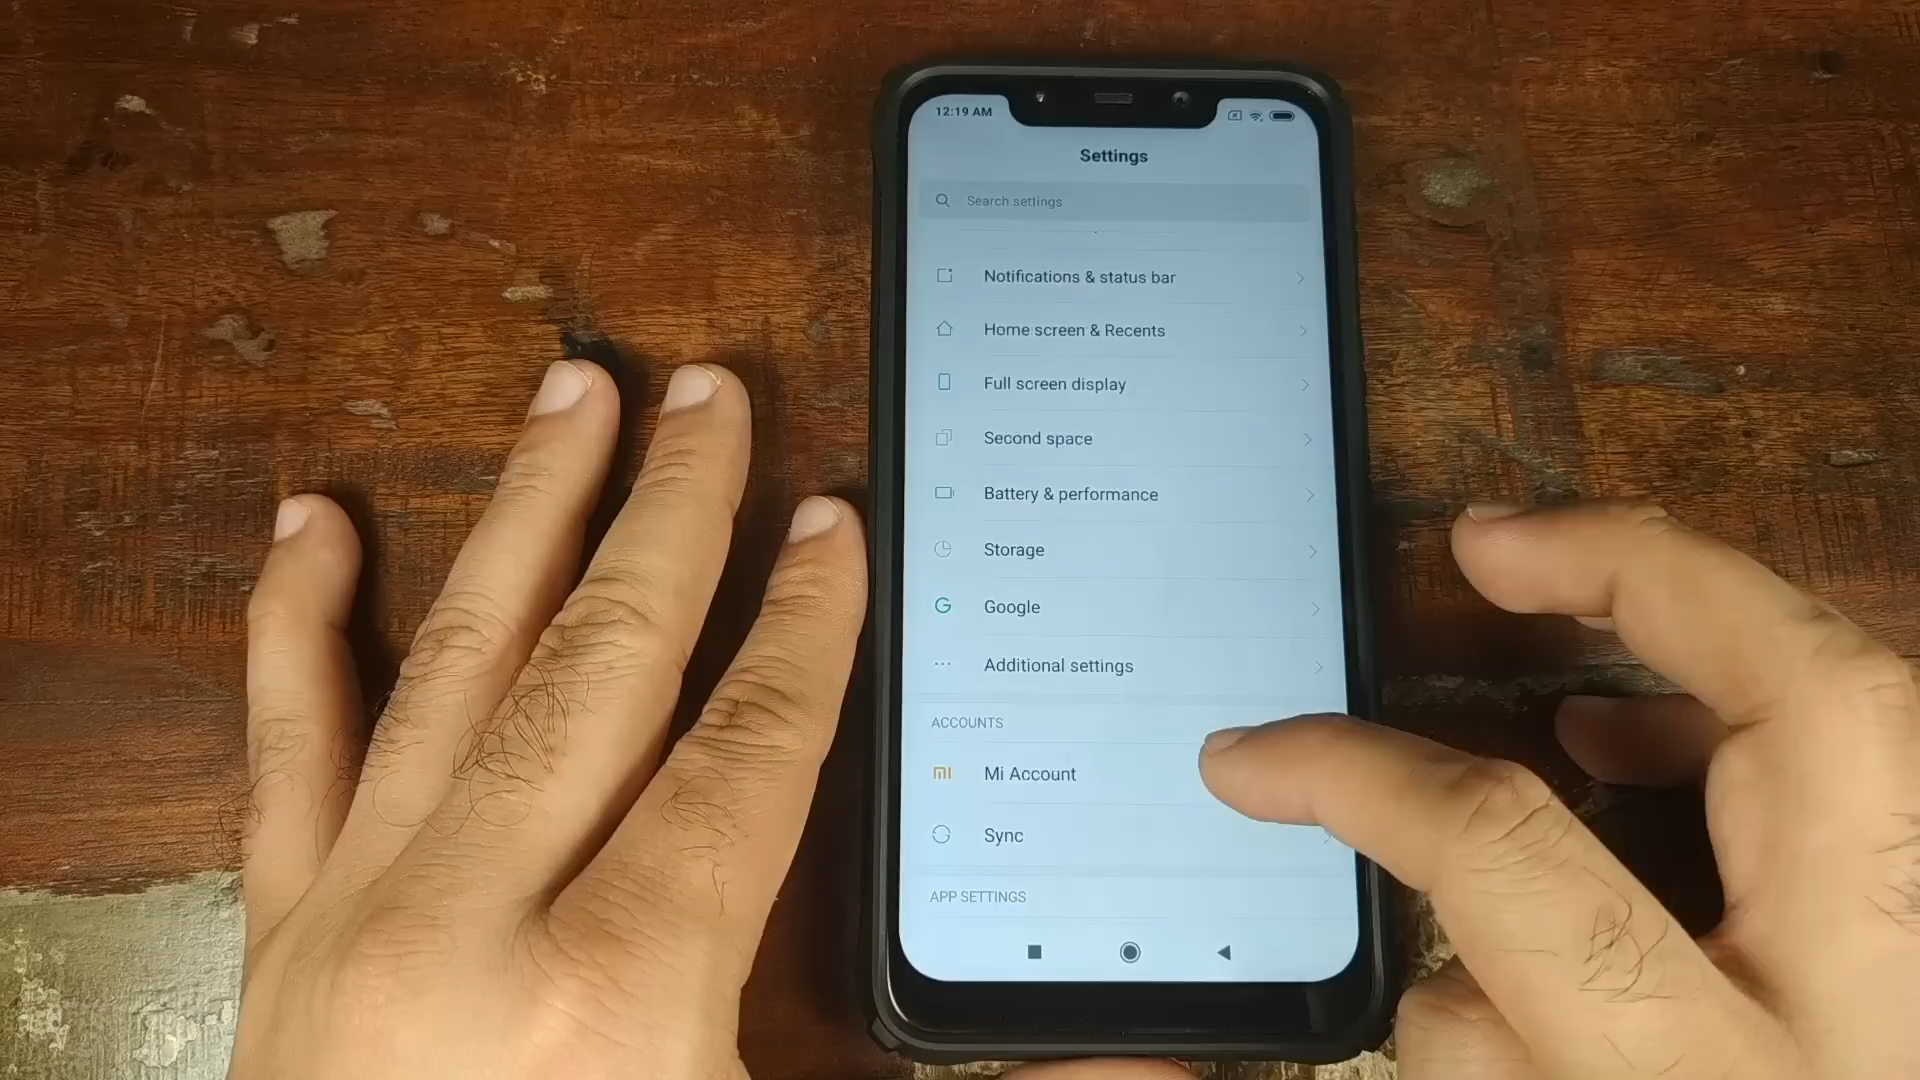 12:19 AM
Settings
Search settings
Notifications & status bar
Home screen & Recents
Full screen display
Second space
Battery & performance
Storage
G Google
Additional settings
ACCOUNTS
MI Mi Account
Sync
APP SETTINGS